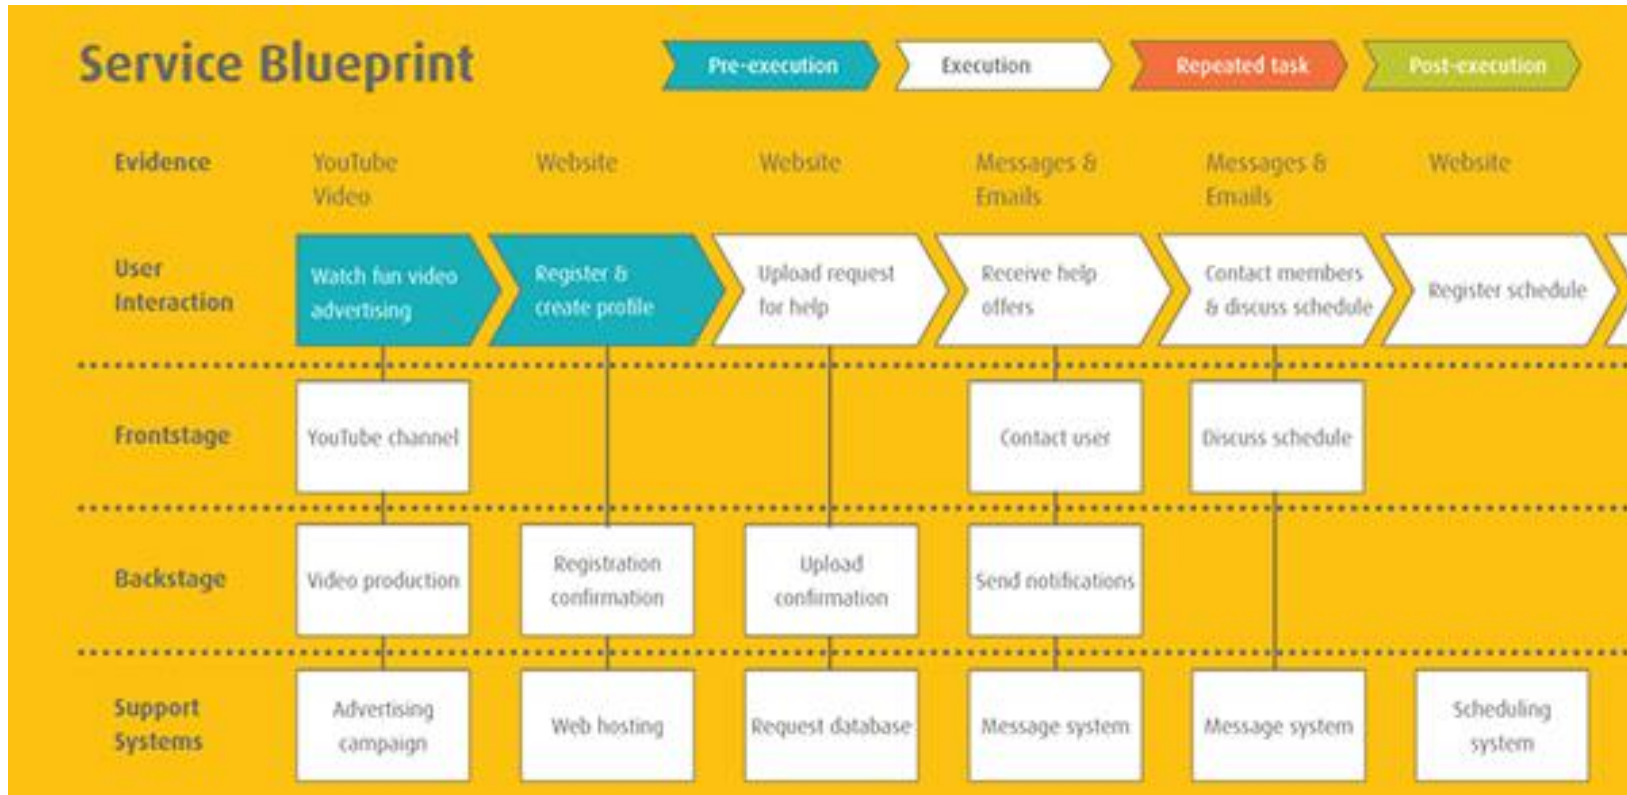 Service Blueprint
Pre-execution
Execution
Repeated task
Post-execution
Evidence
YouTube
Video
Website
Website
Messages &
Emails
Messages &
Emails
Website
User
Interaction
Watch fun video
advertising
Register &
create profile
Upload request
for help
Receive help
offers
Contact members
& discuss schedule
Register schedule
Frontstage
YouTube channel
Contact user
Discuss schedule
Backstage
Video production
Registration
confirmation
Upload
confirmation
Send notifications
Support
Systems
Advertising
campaign
Web hosting
Request database
Message system
Message system
Scheduling
system